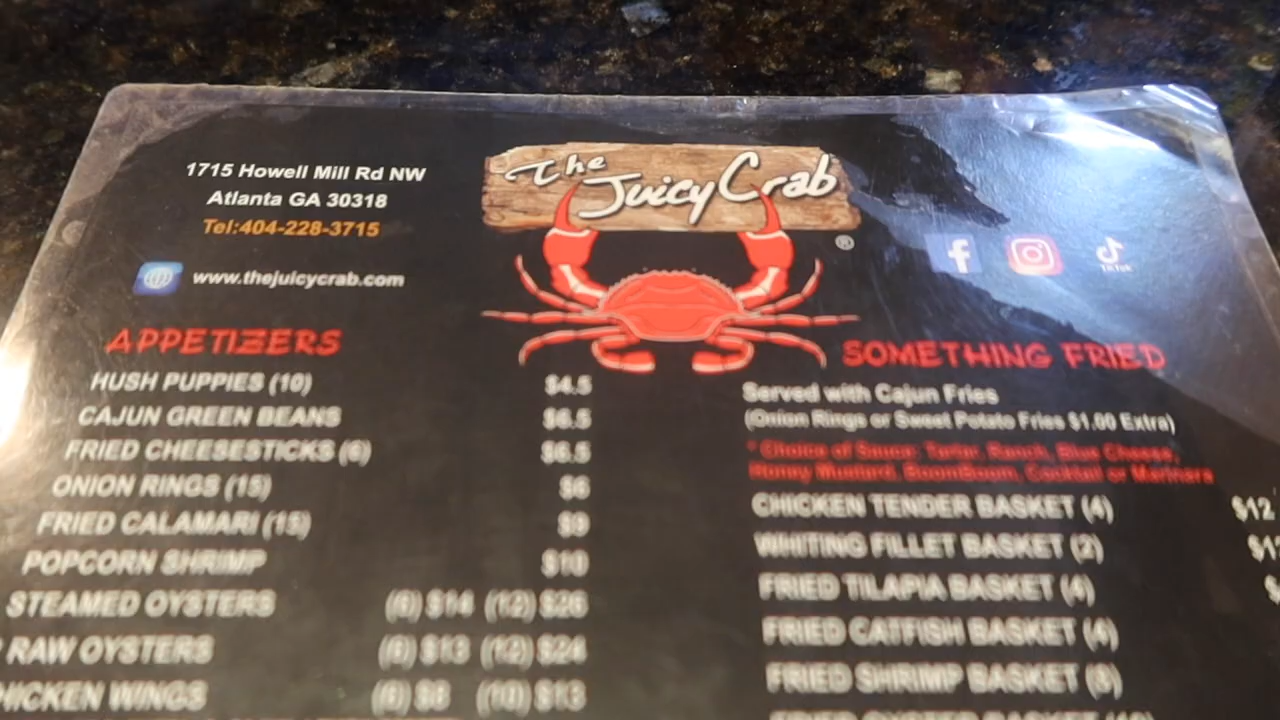 1715 Howell Mill Rd NW
Atlanta GA 30318
Tel:404-228-3715
www.thejuicycrab.com
The Juicy Crab
®
TikTok
APPETIZERS
HUSH PUPPIES (10) $4.5
CAJUN GREEN BEANS $6.5
FRIED CHEESESTICKS (6) $6.5
ONION RINGS (15) $6
FRIED CALAMARI (15) $9
POPCORN SHRIMP $10
STEAMED OYSTERS (6) $14 (12) $26
RAW OYSTERS (6) $13 (12) $24
HICKEN WINGS (6) $8 (10) $13
SOMETHING FRIED
Served with Cajun Fries
(Onion Rings or Sweet Potato Fries $1.00 Extra)
* Choice of Sauce: Tartar, Ranch, Blue Cheese,
Honey Mustard, BoomBoom, Cocktail or Marinara
CHICKEN TENDER BASKET (4) $12
WHITING FILLET BASKET (2)
FRIED TILAPIA BASKET (4)
FRIED CATFISH BASKET (4)
FRIED SHRIMP BASKET (8)